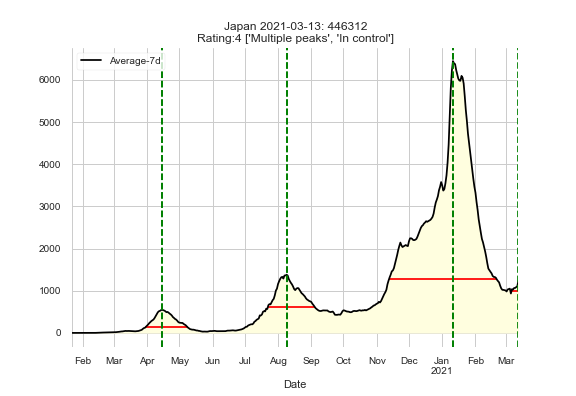 Japan 2021-03-13: 446312
Rating:4 ['Multiple peaks', 'In control']
Average-7d
6000
5000
4000
3000
2000
1000
0
Feb Mar Apr May Jun Jul Aug Sep Oct Nov Dec Jan Feb Mar
2021
Date